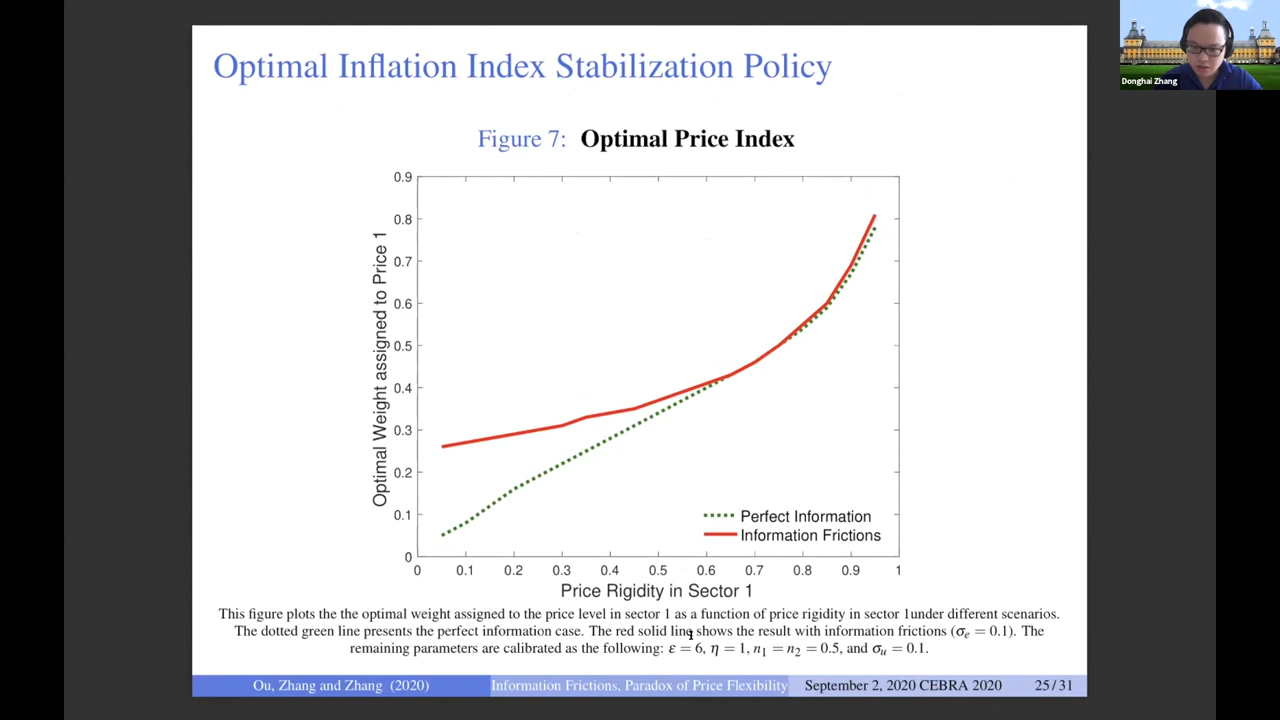 Optimal Inflation Index Stabilization Policy
Donghai Zhang
Figure 7: Optimal Price Index
0.9
0.8
0.7
0.6
0.5
0.4
0.3
0.2
0.1
0
Optimal Weight assigned to Price 1
Perfect Information
Information Frictions
0 0.1 0.2 0.3 0.4 0.5 0.6 0.7 0.8 0.9 1
Price Rigidity in Sector 1
This figure plots the the optimal weight assigned to the price level in sector 1 as a function of price rigidity in sector 1under different scenarios.
The dotted green line presents the perfect information case. The red solid line shows the result with information frictions (σe = 0.1). The
remaining parameters are calibrated as the following: ε = 6, η = 1, n1 = n2 = 0.5, and σu = 0.1.
Ou, Zhang and Zhang (2020) Information Frictions, Paradox of Price Flexibility September 2, 2020 CEBRA 2020 25 / 31